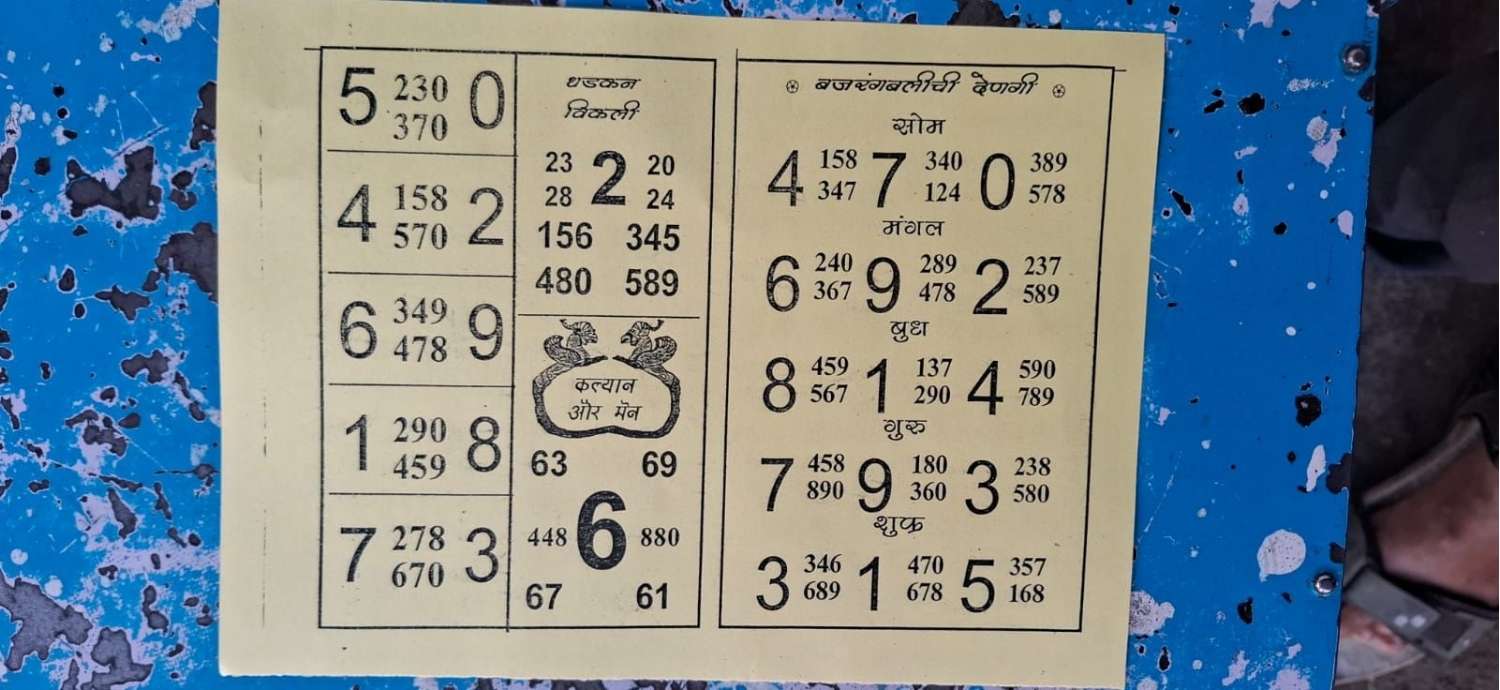 5 230 0
370
4 158 2
570
6 349 9
478
1 290 8
459
7 278 3
670
धडकन
विकली
23 2 20
28 24
156 345
480 589
कल्यान
ओर मॅन
63 69
448 6 880
67 61
बजरंगबलीची देणगी
सोम
4 158 7 340 0 389
347 124 578
मंगल
6 240 9 289 2 237
367 478 589
बुध
8 459 1 137 4 590
567 290 789
गुरु
7 458 9 180 3 238
890 360 580
शुक्र
3 346 1 470 5 357
689 678 168